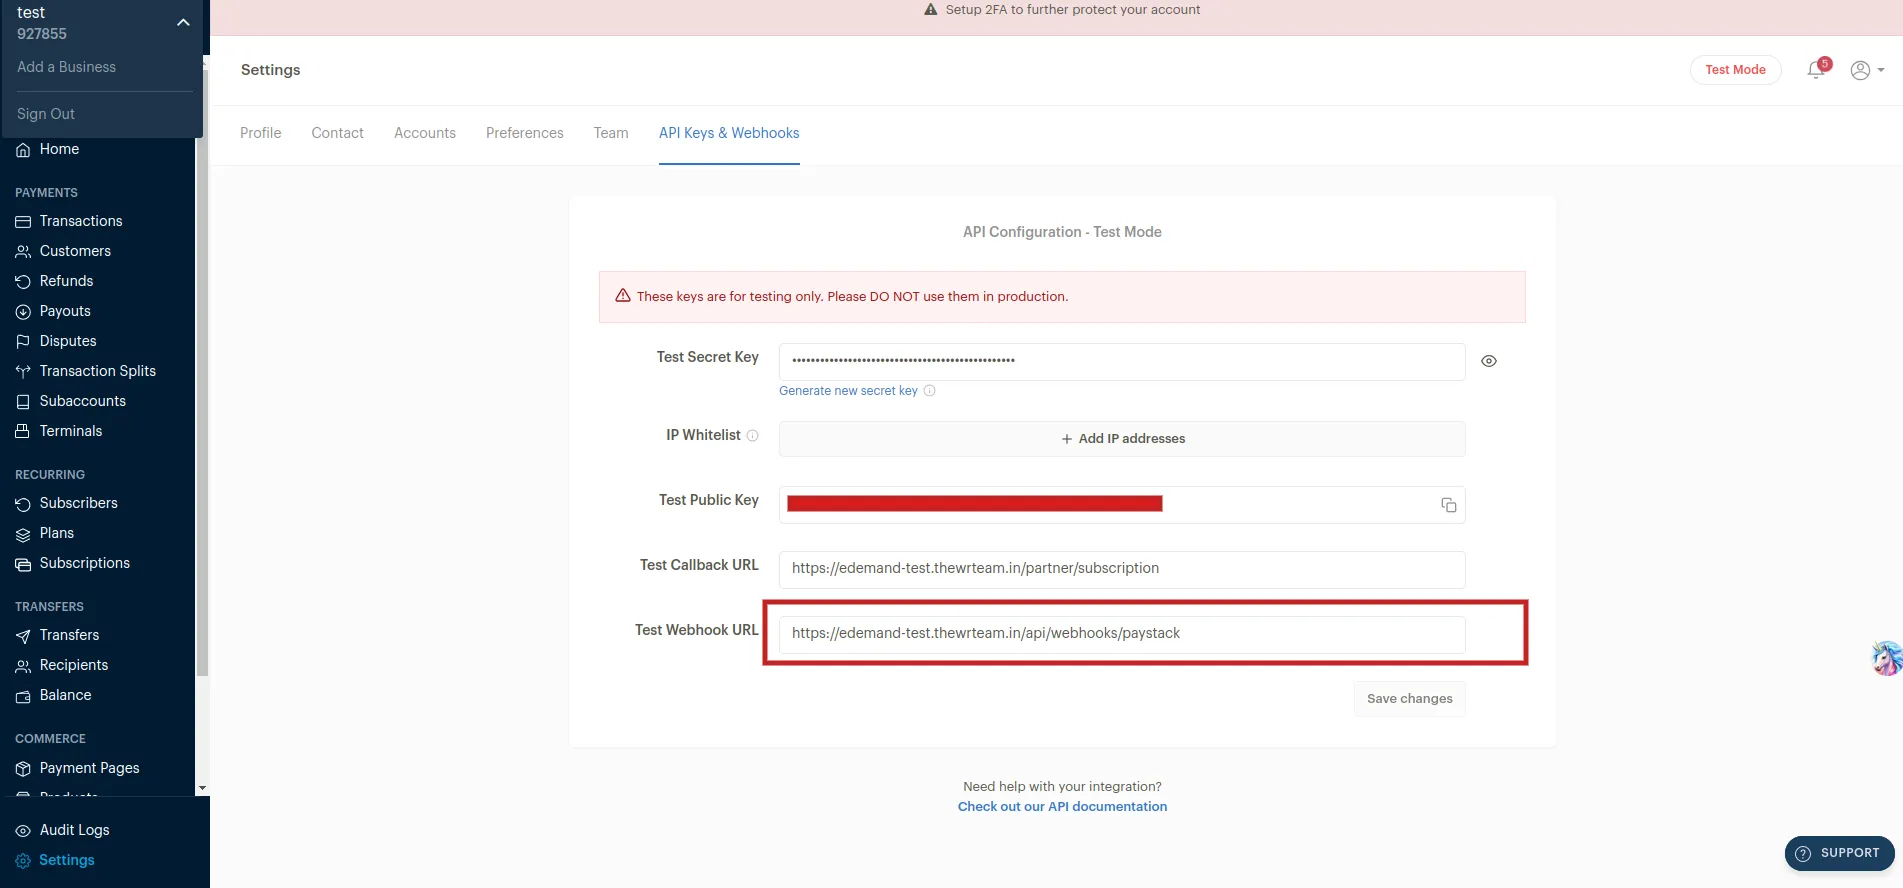 test
927855
Add a Business
Sign Out
Home
PAYMENTS
Transactions
Customers
Refunds
Payouts
Disputes
Transaction Splits
Subaccounts
Terminals
RECURRING
Subscribers
Plans
Subscriptions
TRANSFERS
Transfers
Recipients
Balance
COMMERCE
Payment Pages
Products
Audit Logs
Settings
Setup 2FA to further protect your account
Settings
Test Mode
5
Profile
Contact
Accounts
Preferences
Team
API Keys & Webhooks
API Configuration - Test Mode
These keys are for testing only. Please DO NOT use them in production.
Test Secret Key
Generate new secret key
IP Whitelist
+ Add IP addresses
Test Public Key
Test Callback URL
https://edemand-test.thewrteam.in/partner/subscription
Test Webhook URL
https://edemand-test.thewrteam.in/api/webhooks/paystack
Save changes
Need help with your integration?
Check out our API documentation
SUPPORT